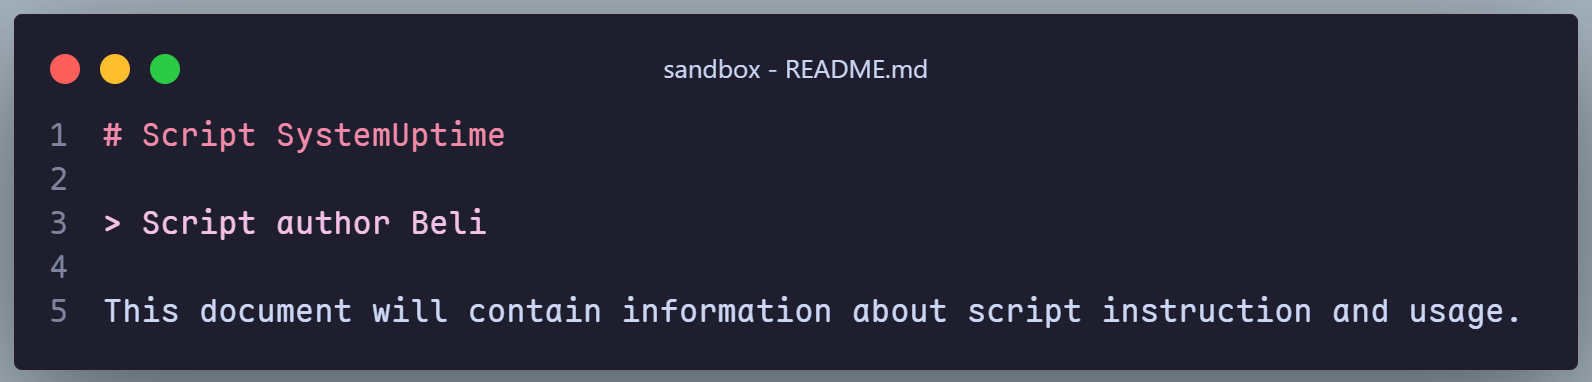 sandbox - README.md
1 # Script SystemUptime
2
3 > Script author Beli
4
5 This document will contain information about script instruction and usage.